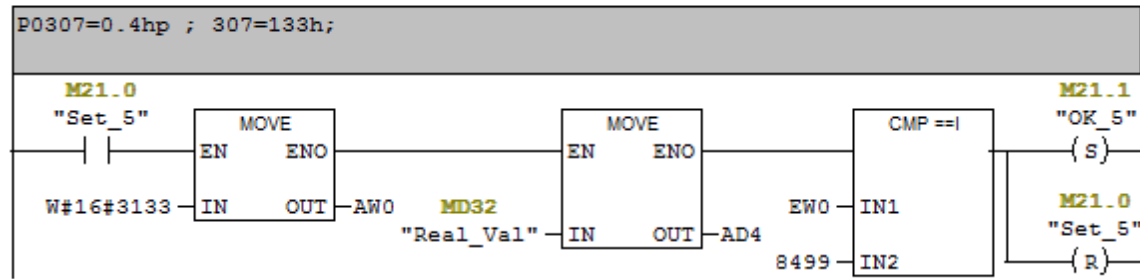 P0307=0.4hp ; 307=133h;
M21.0
"Set_5"
MOVE
EN ENO
W#16#3133 IN OUT AW0
MOVE
EN ENO
MD32
"Real_Val" IN OUT AD4
CMP ==I
EW0 IN1
8499 IN2
M21.1
"OK_5"
S
M21.0
"Set_5"
R